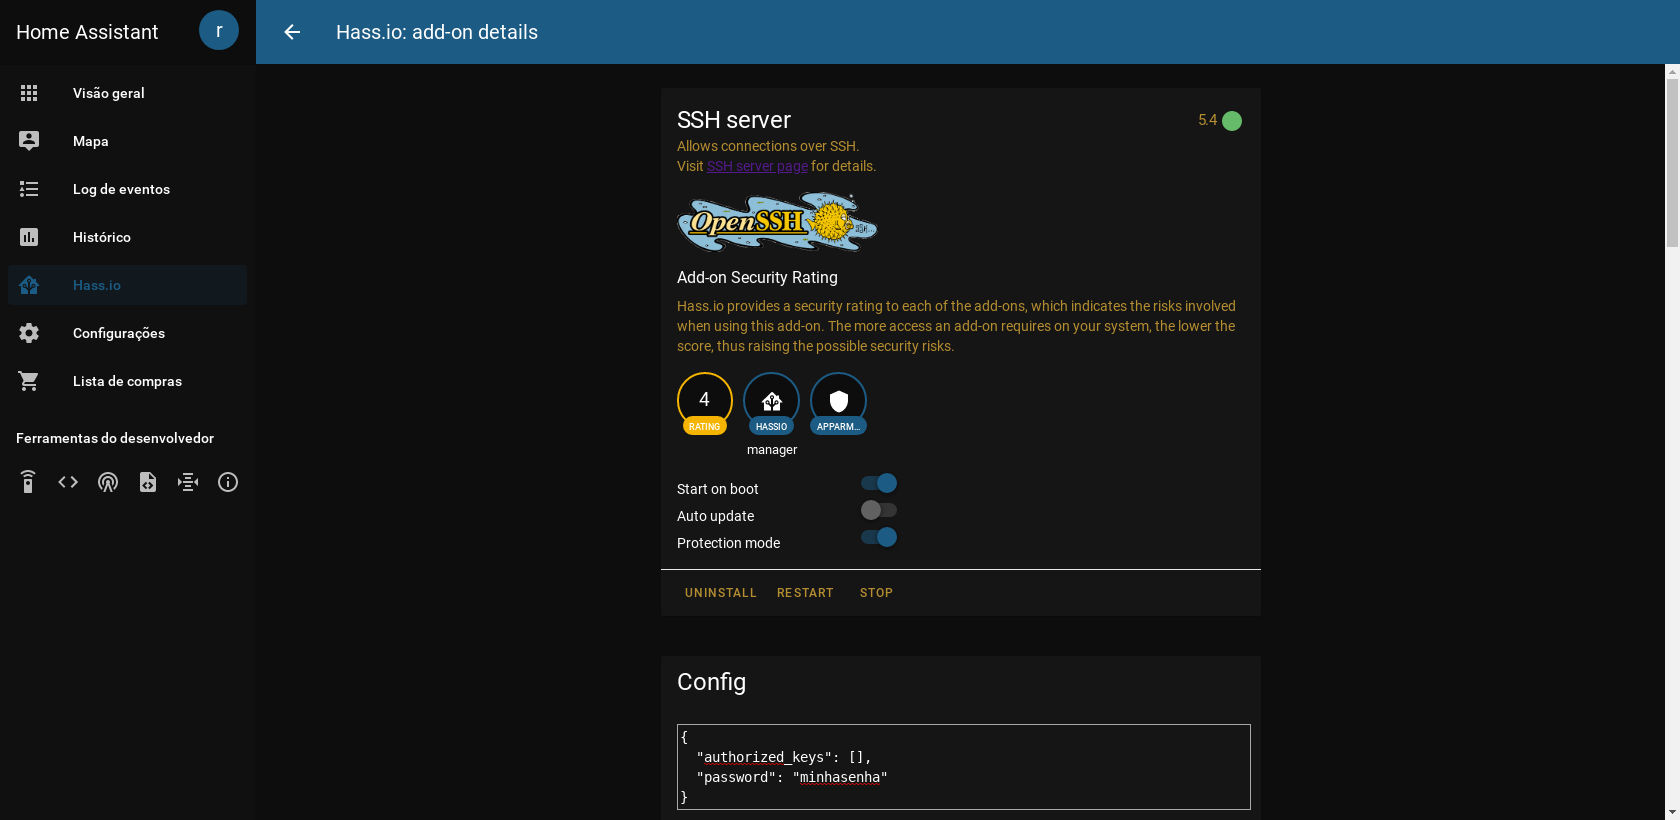 Home Assistant
r
Hass.io: add-on details
Visão geral
Mapa
Log de eventos
Histórico
Hass.io
Configurações
Lista de compras
Ferramentas do desenvolvedor
SSH server
5.4
Allows connections over SSH.
Visit SSH server page for details.
OpenSSH
Add-on Security Rating
Hass.io provides a security rating to each of the add-ons, which indicates the risks involved
when using this add-on. The more access an add-on requires on your system, the lower the
score, thus raising the possible security risks.
4
RATING
HASSIO
APPARM...
manager
Start on boot
Auto update
Protection mode
UNINSTALL RESTART STOP
Config
{
"authorized_keys": [],
"password": "minhasenha"
}